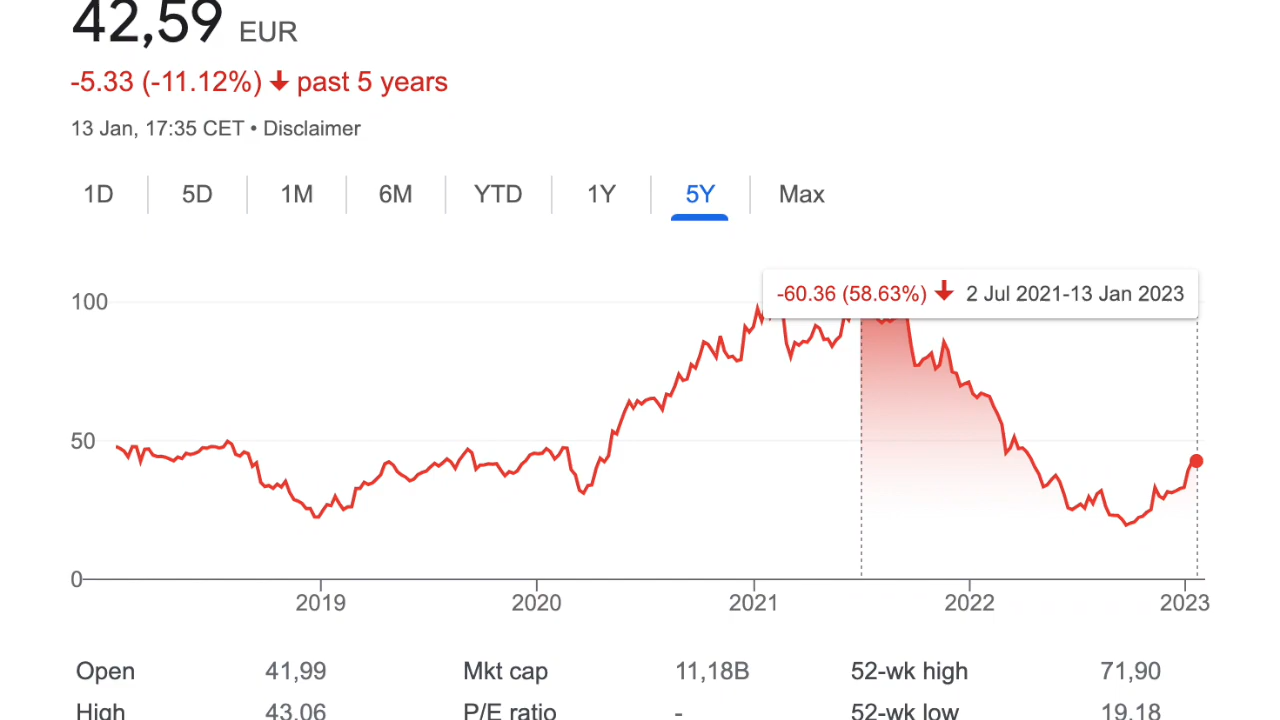 42,59 EUR
-5.33 (-11.12%) ↓ past 5 years
13 Jan, 17:35 CET • Disclaimer
1D 5D 1M 6M YTD 1Y 5Y Max
-60.36 (58.63%) ↓ 2 Jul 2021-13 Jan 2023
100
50
0
2019 2020 2021 2022 2023
Open 41,99 Mkt cap 11,18B 52-wk high 71,90
High 43,06 P/E ratio - 52-wk low 19,18